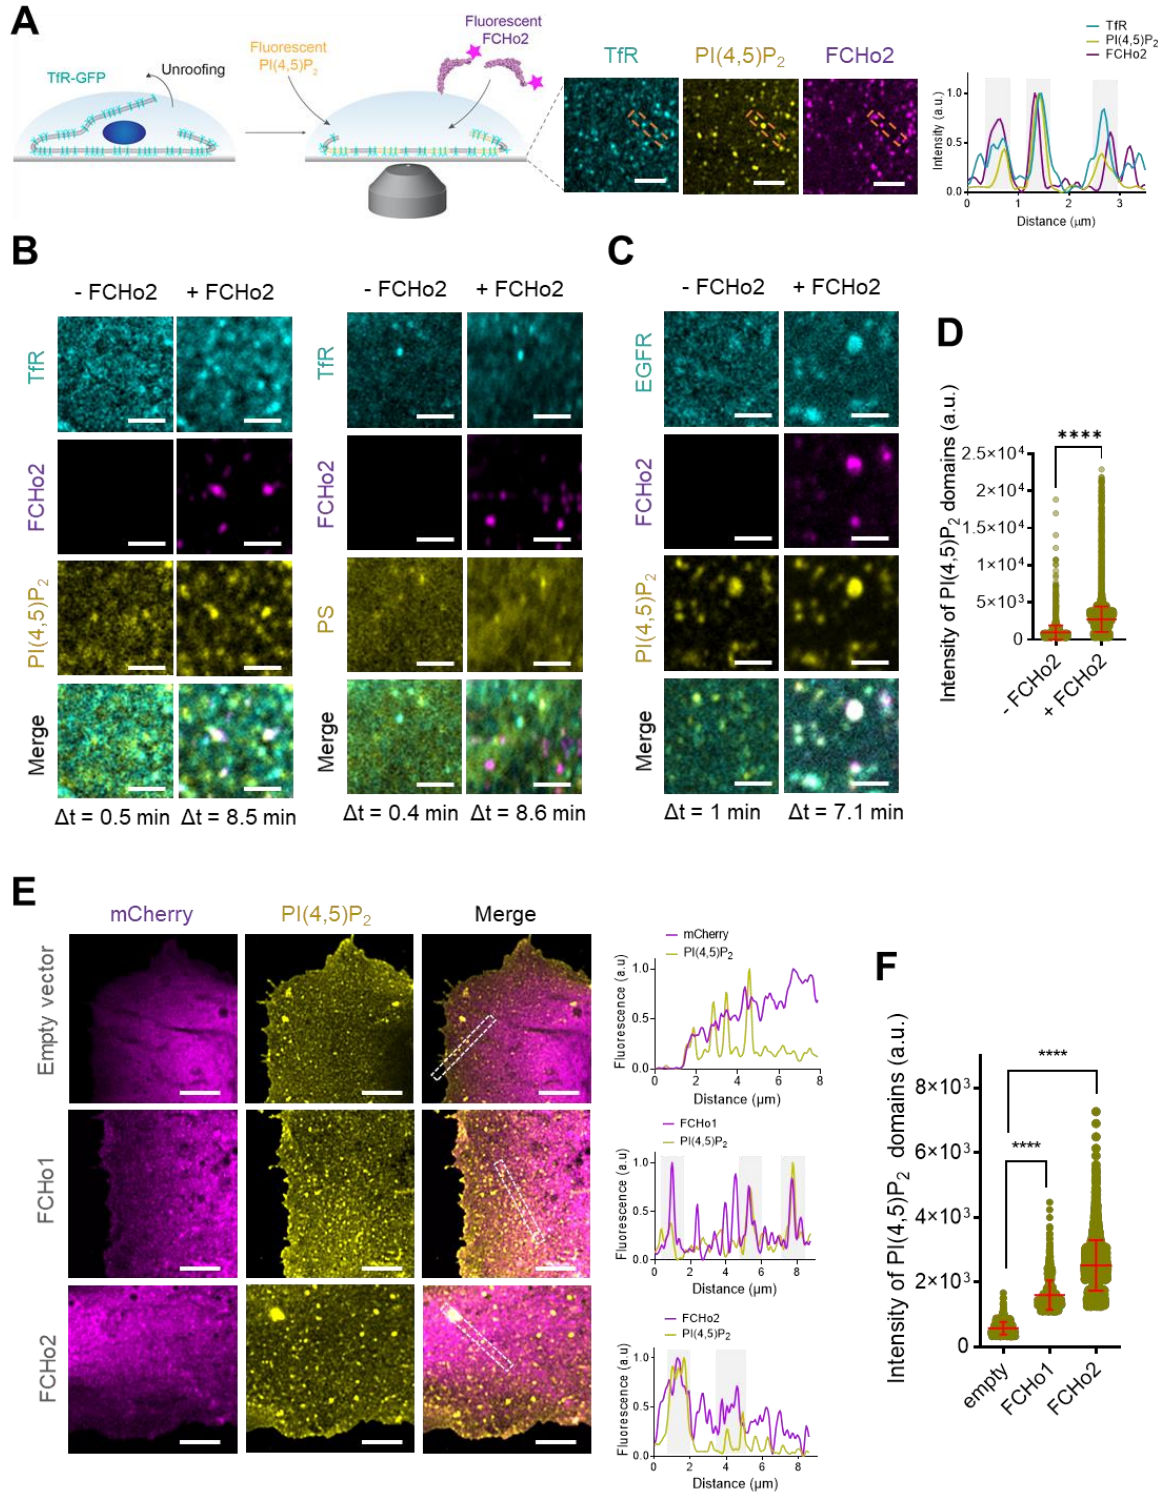 A
TfR-GFP
Unroofing
Fluorescent
PI(4,5)P2
Fluorescent
FCHo2
TfR
PI(4,5)P2
FCHo2
TfR
PI(4,5)P2
FCHo2
Intensity (a.u.)
1.0
0.5
0.0
0 1 2 3
Distance (μm)
B
- FCHo2 + FCHo2
TfR
FCHo2
PI(4,5)P2
Merge
Δt = 0.5 min Δt = 8.5 min
- FCHo2 + FCHo2
TfR
FCHo2
PS
Merge
Δt = 0.4 min Δt = 8.6 min
C
- FCHo2 + FCHo2
EGFR
FCHo2
PI(4,5)P2
Merge
Δt = 1 min Δt = 7.1 min
D
Intensity of PI(4,5)P2 domains (a.u.)
****
2.5×10⁴
2×10⁴
1.5×10⁴
1×10⁴
5×10³
0
- FCHo2
+ FCHo2
E
mCherry PI(4,5)P2 Merge
Empty vector
FCHo1
FCHo2
mCherry
PI(4,5)P2
Fluorescence (a.u)
1.0
0.5
0.0
0 2 4 6 8
Distance (μm)
FCHo1
PI(4,5)P2
Fluorescence (a.u)
1.0
0.5
0.0
0 2 4 6 8
Distance (μm)
FCHo2
PI(4,5)P2
Fluorescence (a.u)
1.0
0.5
0.0
0 2 4 6 8
Distance (μm)
F
Intensity of PI(4,5)P2 domains (a.u.)
****
****
8×10³
6×10³
4×10³
2×10³
0
empty
FCHo1
FCHo2